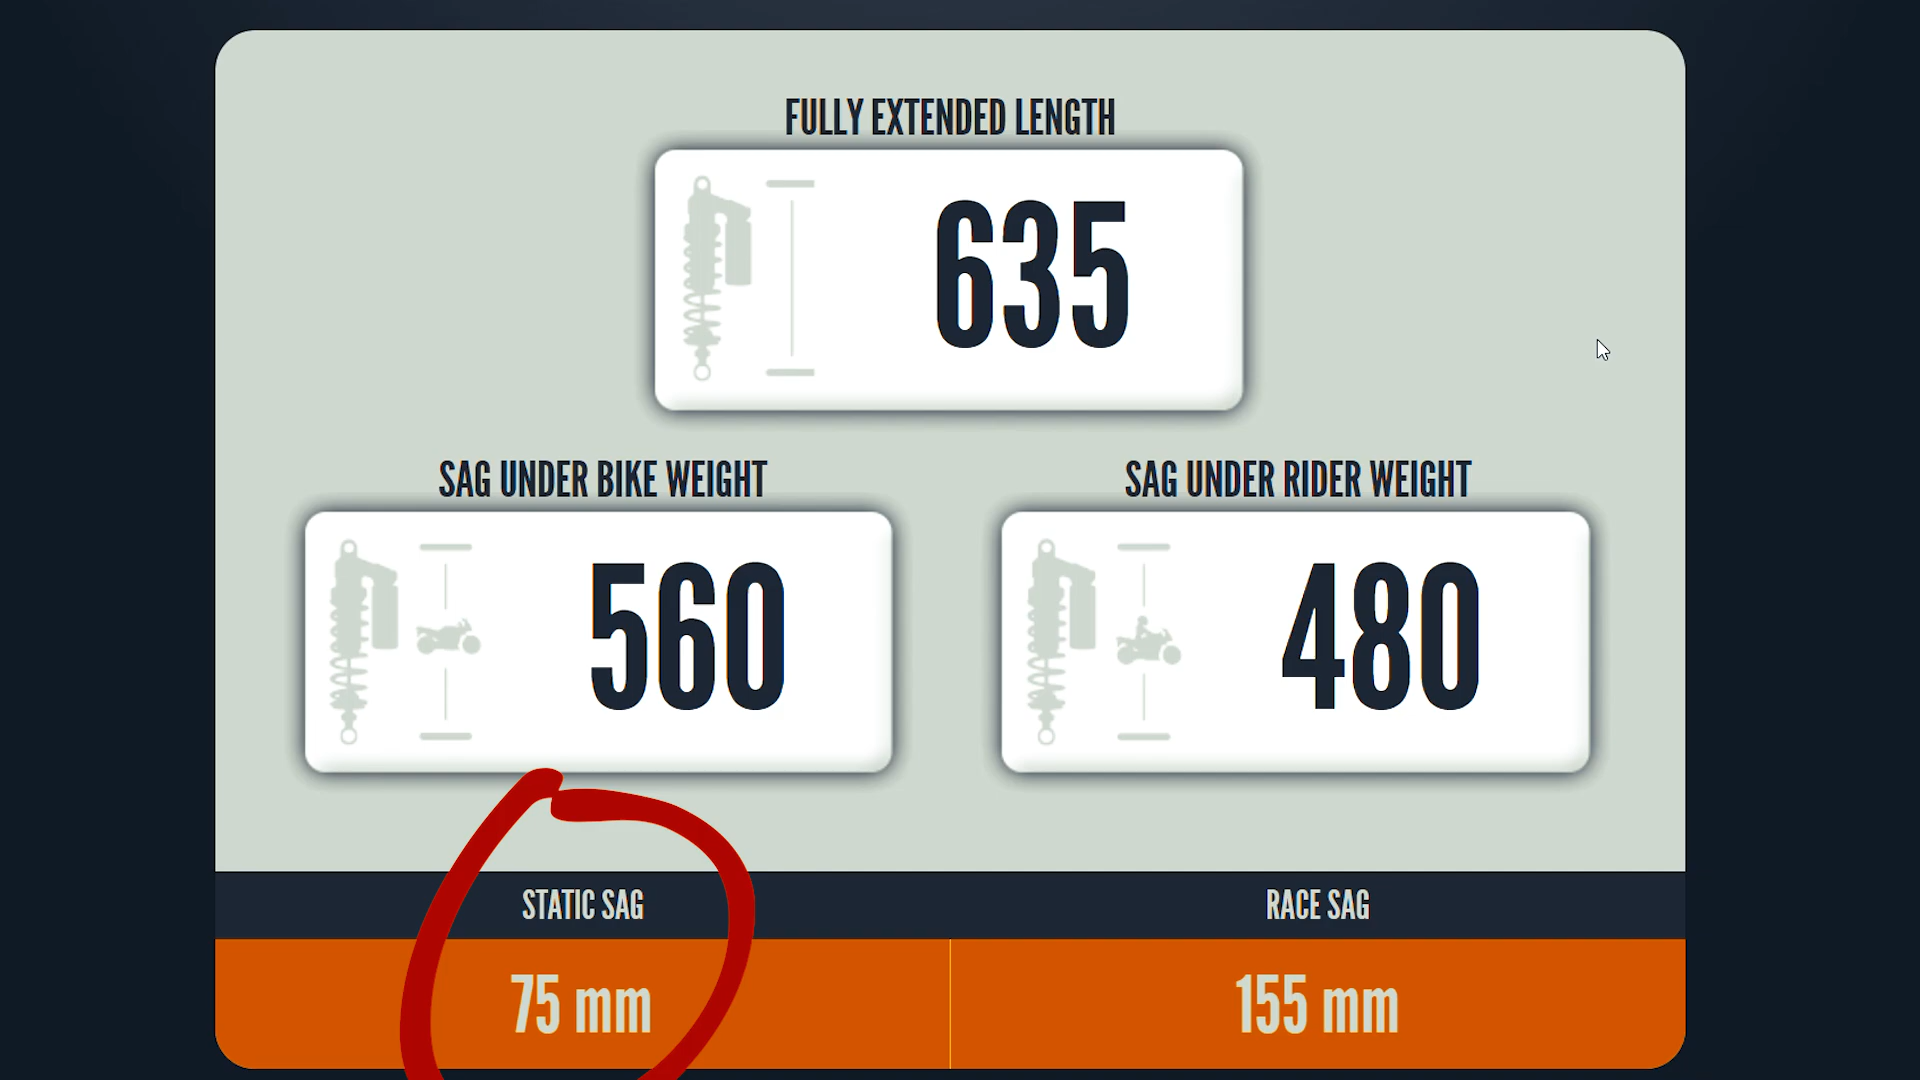 FULLY EXTENDED LENGTH
635
SAG UNDER BIKE WEIGHT
560
SAG UNDER RIDER WEIGHT
480
STATIC SAG
RACE SAG
75 mm
155 mm